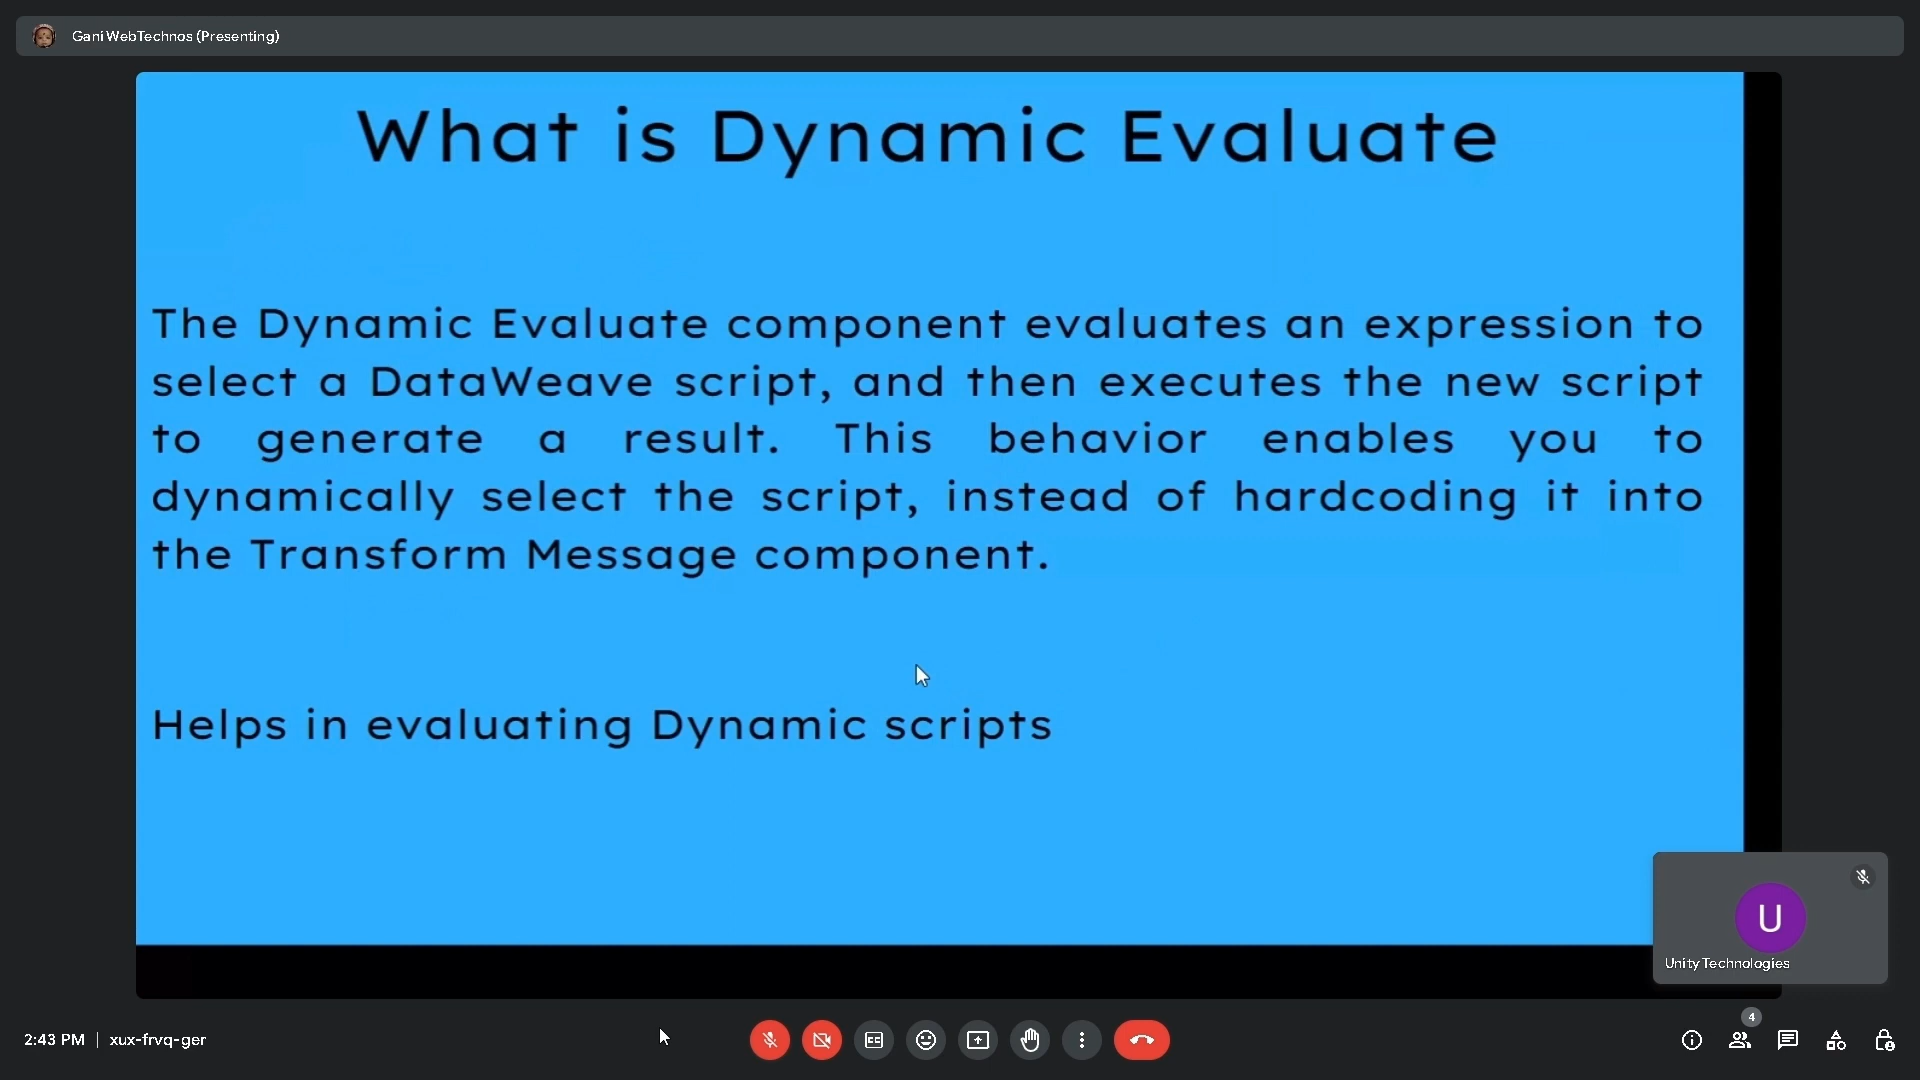 Gani WebTechnos (Presenting)
What is Dynamic Evaluate
The Dynamic Evaluate component evaluates an expression to
select a DataWeave script, and then executes the new script
to generate a result. This behavior enables you to
dynamically select the script, instead of hardcoding it into
the Transform Message component.
Helps in evaluating Dynamic scripts
U
Unity Technologies
2:43 PM | xux-frvq-ger
CC
4